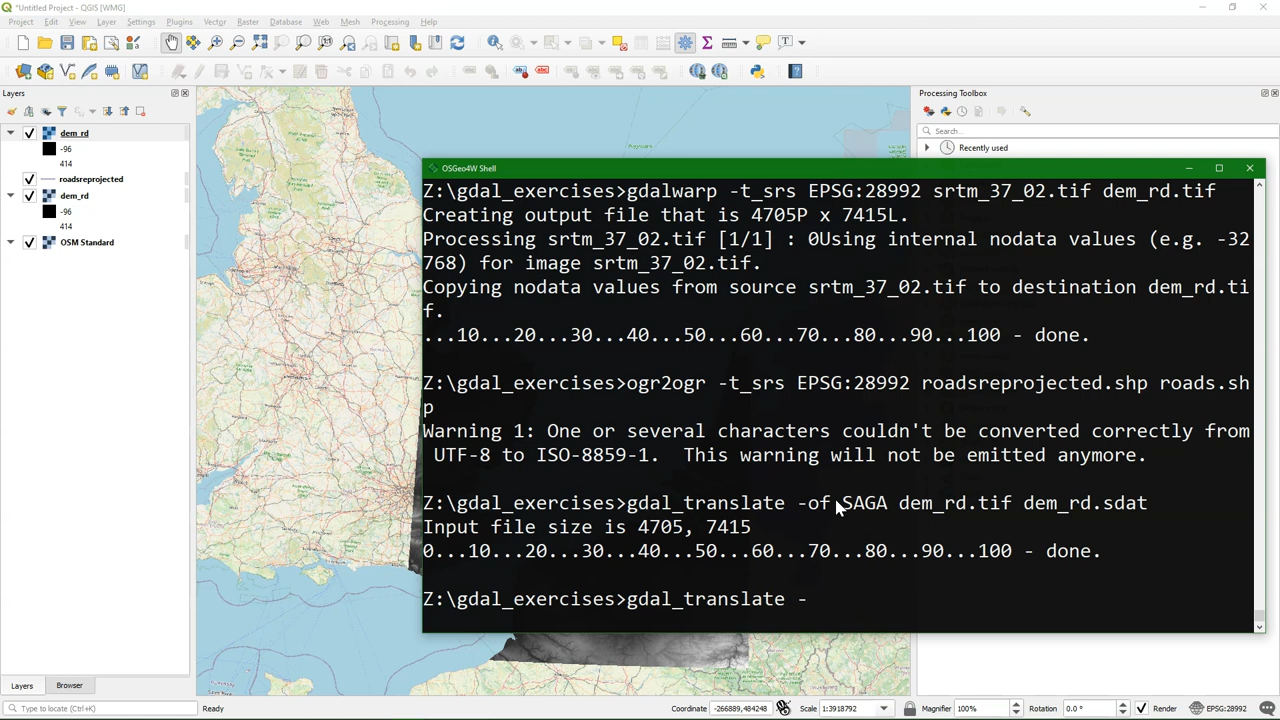 *Untitled Project - QGIS [WMG]
Project Edit View Layer Settings Plugins Vector Raster Database Web Mesh Processing Help
Layers
dem_rd
-96
414
roadsreprojected
dem_rd
-96
414
OSM Standard
Processing Toolbox
Search...
Recently used
OSGeo4W Shell
Z:\gdal_exercises>gdalwarp -t_srs EPSG:28992 srtm_37_02.tif dem_rd.tif
Creating output file that is 4705P x 7415L.
Processing srtm_37_02.tif [1/1] : 0Using internal nodata values (e.g. -32
768) for image srtm_37_02.tif.
Copying nodata values from source srtm_37_02.tif to destination dem_rd.ti
f.
...10...20...30...40...50...60...70...80...90...100 - done.
Z:\gdal_exercises>ogr2ogr -t_srs EPSG:28992 roadsreprojected.shp roads.sh
p
Warning 1: One or several characters couldn't be converted correctly from
UTF-8 to ISO-8859-1.  This warning will not be emitted anymore.
Z:\gdal_exercises>gdal_translate -of SAGA dem_rd.tif dem_rd.sdat
Input file size is 4705, 7415
0...10...20...30...40...50...60...70...80...90...100 - done.
Z:\gdal_exercises>gdal_translate -
Layers Browser
Type to locate (Ctrl+K) Ready Coordinate -266889,484248 Scale 1:3918792 Magnifier 100% Rotation 0.0 ° Render EPSG:28992